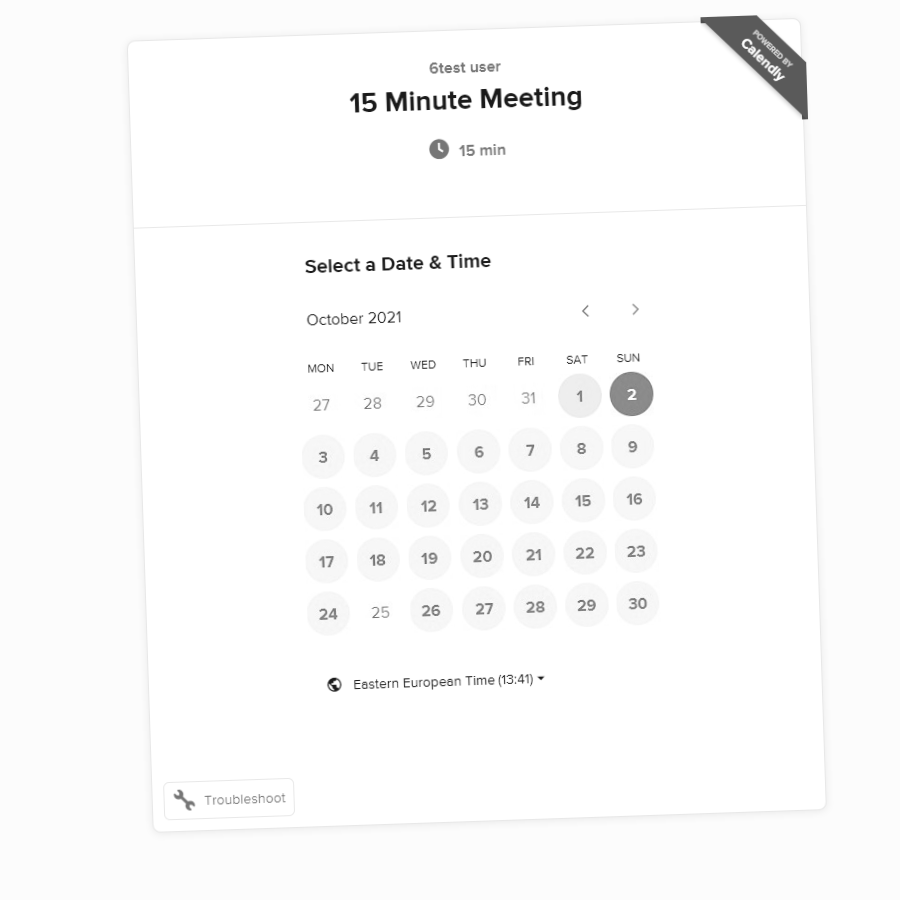 POWERED BY
Calendly
6test user
15 Minute Meeting
15 min
Select a Date & Time
October 2021
MON TUE WED THU FRI SAT SUN
27 28 29 30 31 1 2
3 4 5 6 7 8 9
10 11 12 13 14 15 16
17 18 19 20 21 22 23
24 25 26 27 28 29 30
Eastern European Time (13:41)
Troubleshoot